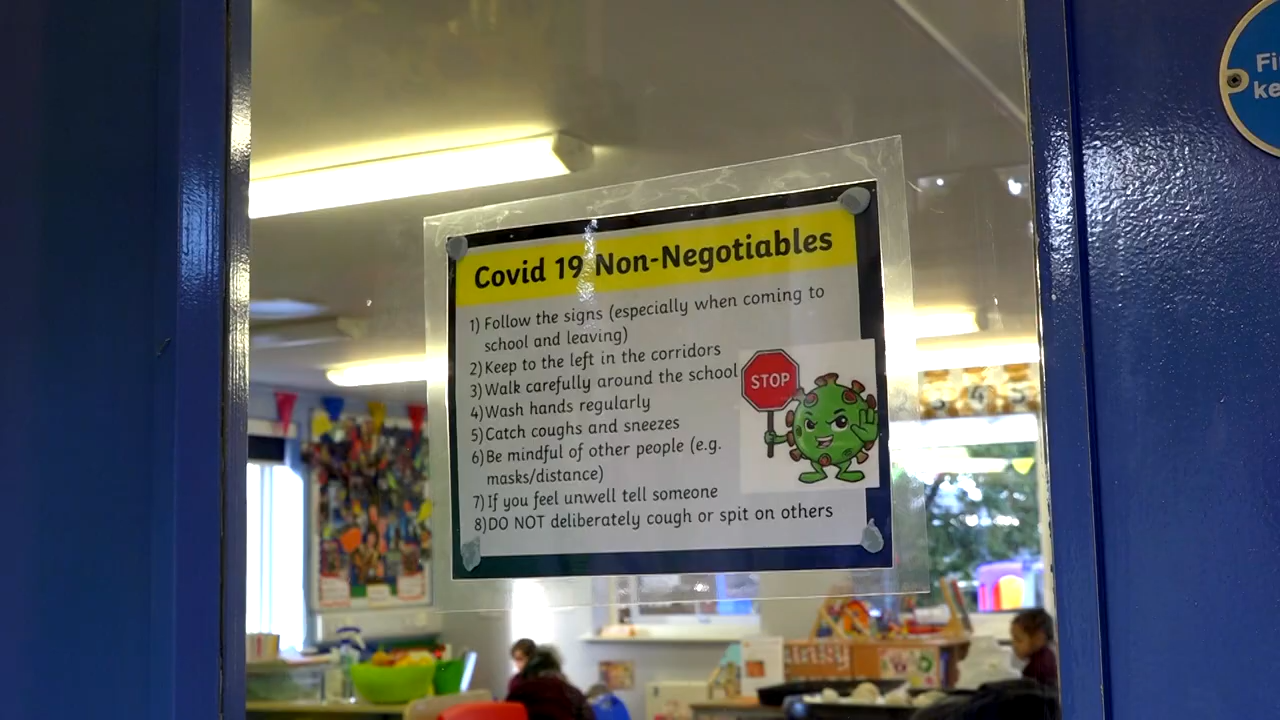 Covid 19 Non-Negotiables
1) Follow the signs (especially when coming to
school and leaving)
2) Keep to the left in the corridors
3) Walk carefully around the school
4) Wash hands regularly
5) Catch coughs and sneezes
6) Be mindful of other people (e.g.
masks/distance)
7) If you feel unwell tell someone
8) DO NOT deliberately cough or spit on others
STOP